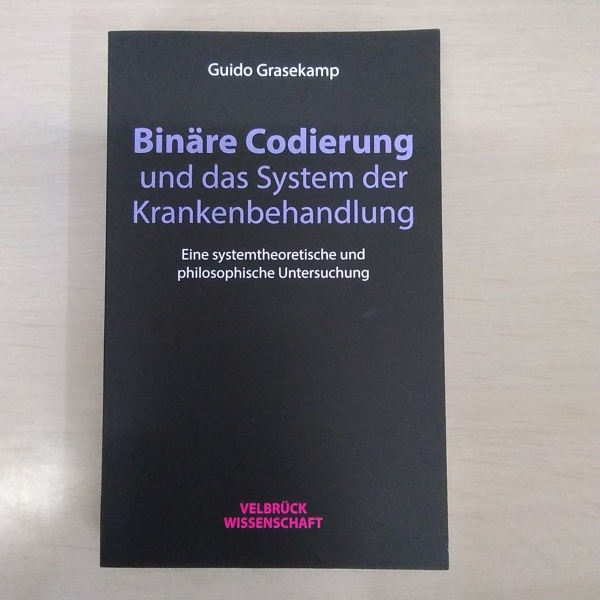 Guido Grasekamp
Binäre Codierung
und das System der
Krankenbehandlung
Eine systemtheoretische und
philosophische Untersuchung
VELBRÜCK
WISSENSCHAFT